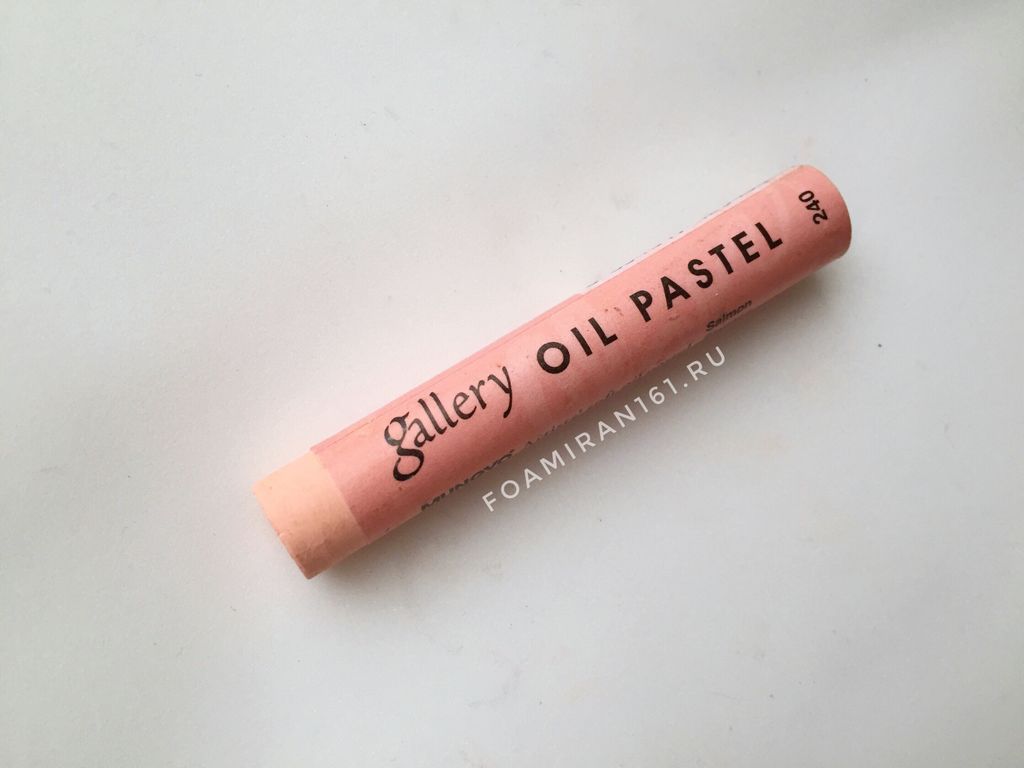 gallery OIL PASTEL 240
MUNGYO Salmon
FOAMIRAN161.RU